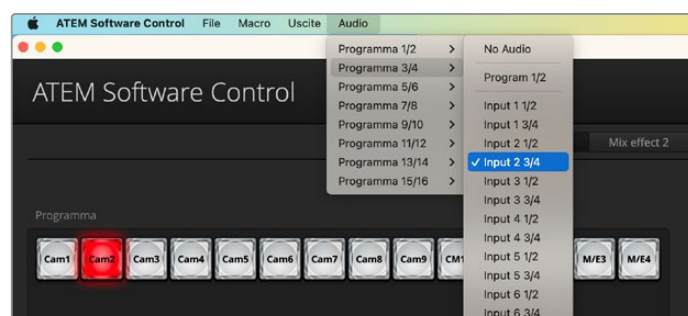 ATEM Software Control File Macro Uscite Audio
ATEM Software Control
Programma 1/2
Programma 3/4
Programma 5/6
Programma 7/8
Programma 9/10
Programma 11/12
Programma 13/14
Programma 15/16
No Audio
Program 1/2
Input 1 1/2
Input 1 3/4
Input 2 1/2
Input 2 3/4
Input 3 1/2
Input 3 3/4
Input 4 1/2
Input 4 3/4
Input 5 1/2
Input 5 3/4
Input 6 1/2
Input 6 3/4
Mix effect 2
Programma
Cam1 Cam2 Cam3 Cam4 Cam5 Cam6 Cam7 Cam8 Cam9 CM1 M/E3 M/E4